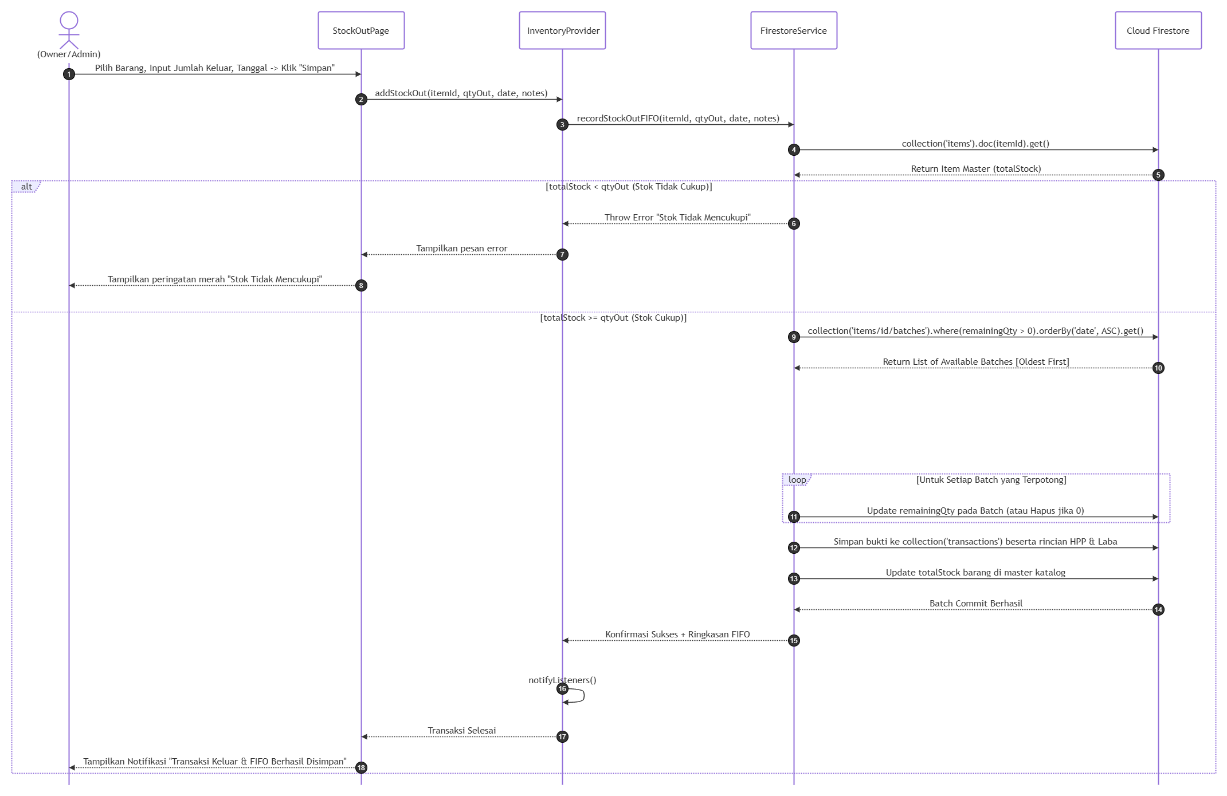 (Owner/Admin)
StockOutPage
InventoryProvider
FirestoreService
Cloud Firestore
1 Pilih Barang, Input Jumlah Keluar, Tanggal -> Klik "Simpan"
2 addStockOut(itemId, qtyOut, date, notes)
3 recordStockOutFIFO(itemId, qtyOut, date, notes)
4 collection('items').doc(itemId).get()
Return Item Master (totalStock) 5
alt [totalStock < qtyOut (Stok Tidak Cukup)]
Throw Error "Stok Tidak Mencukupi" 6
Tampilkan pesan error 7
Tampilkan peringatan merah "Stok Tidak Mencukupi" 8
[totalStock >= qtyOut (Stok Cukup)]
9 collection('items/id/batches').where(remainingQty > 0).orderBy('date', ASC).get()
Return List of Available Batches [Oldest First] 10
loop [Untuk Setiap Batch yang Terpotong]
11 Update remainingQty pada Batch (atau Hapus jika 0)
12 Simpan bukti ke collection('transactions') beserta rincian HPP & Laba
13 Update totalStock barang di master katalog
Batch Commit Berhasil 14
Konfirmasi Sukses + Ringkasan FIFO 15
notifyListeners()
16
Transaksi Selesai 17
Tampilkan Notifikasi "Transaksi Keluar & FIFO Berhasil Disimpan" 18